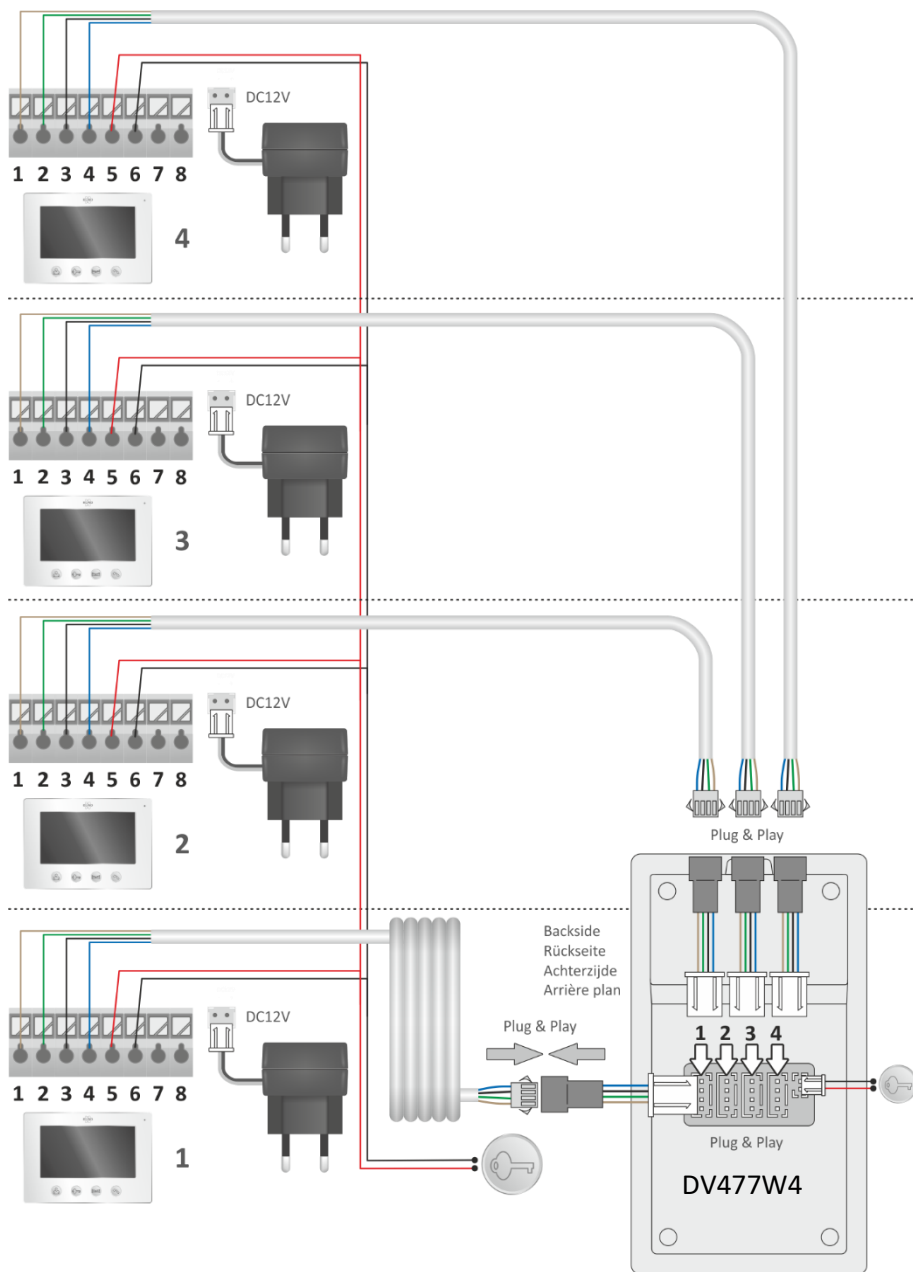 DC12V
1 2 3 4 5 6 7 8
4
DC12V
1 2 3 4 5 6 7 8
3
DC12V
1 2 3 4 5 6 7 8
2
Plug & Play
Backside
Rückseite
Achterzijde
Arrière plan
Plug & Play
DC12V
1 2 3 4 5 6 7 8
1
1 2 3 4
Plug & Play
DV477W4